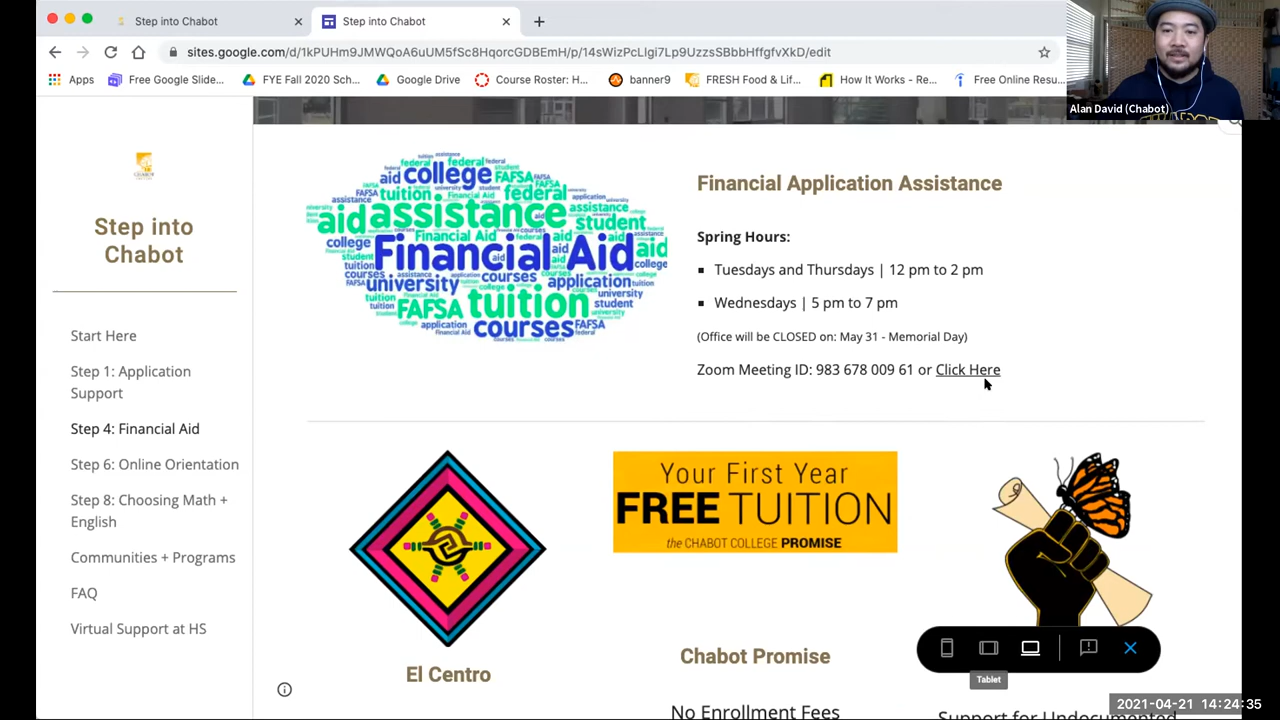 Step into Chabot
Step into Chabot
sites.google.com/d/1kPUHm9JMWQoA6uUM5fSc8HqorcGDBEmH/p/14sWizPcLIgi7Lp9UzzsSBbbHffgfvXkD/edit
Apps
Free Google Slide...
FYE Fall 2020 Sch...
Google Drive
Course Roster: H...
banner9
FRESH Food & Lif...
How It Works - Re...
Free Online Resu...
Alan David (Chabot)
Step into
Chabot
Start Here
Step 1: Application
Support
Step 4: Financial Aid
Step 6: Online Orientation
Step 8: Choosing Math +
English
Communities + Programs
FAQ
Virtual Support at HS
college
federal
FAFSA
tuition
federal
aid
assistance
student
Financial Aid
university
application
FAFSA
tuition
courses
Financial Application Assistance
Spring Hours:
Tuesdays and Thursdays | 12 pm to 2 pm
Wednesdays | 5 pm to 7 pm
(Office will be CLOSED on: May 31 - Memorial Day)
Zoom Meeting ID: 983 678 009 61 or Click Here
Your First Year
FREE TUITION
the CHABOT COLLEGE PROMISE
El Centro
Chabot Promise
No Enrollment Fees
Support for Undocumented
Tablet
2021-04-21 14:24:35